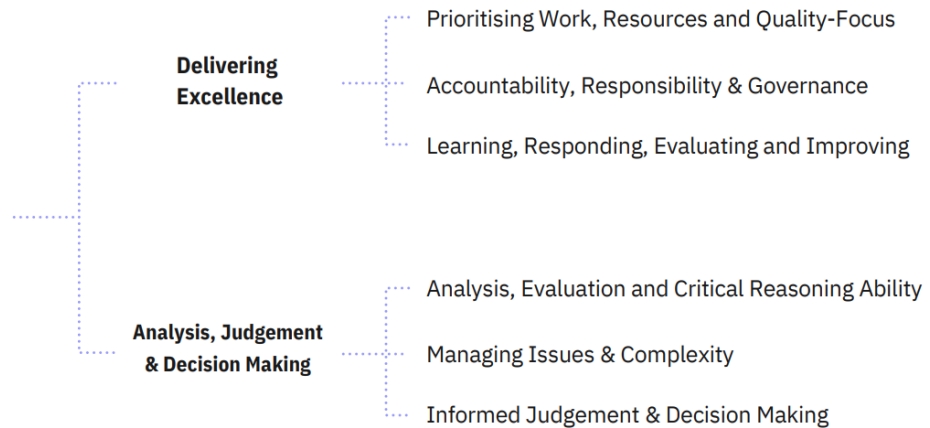 Delivering
Excellence
Prioritising Work, Resources and Quality-Focus
Accountability, Responsibility & Governance
Learning, Responding, Evaluating and Improving
Analysis, Judgement
& Decision Making
Analysis, Evaluation and Critical Reasoning Ability
Managing Issues & Complexity
Informed Judgement & Decision Making